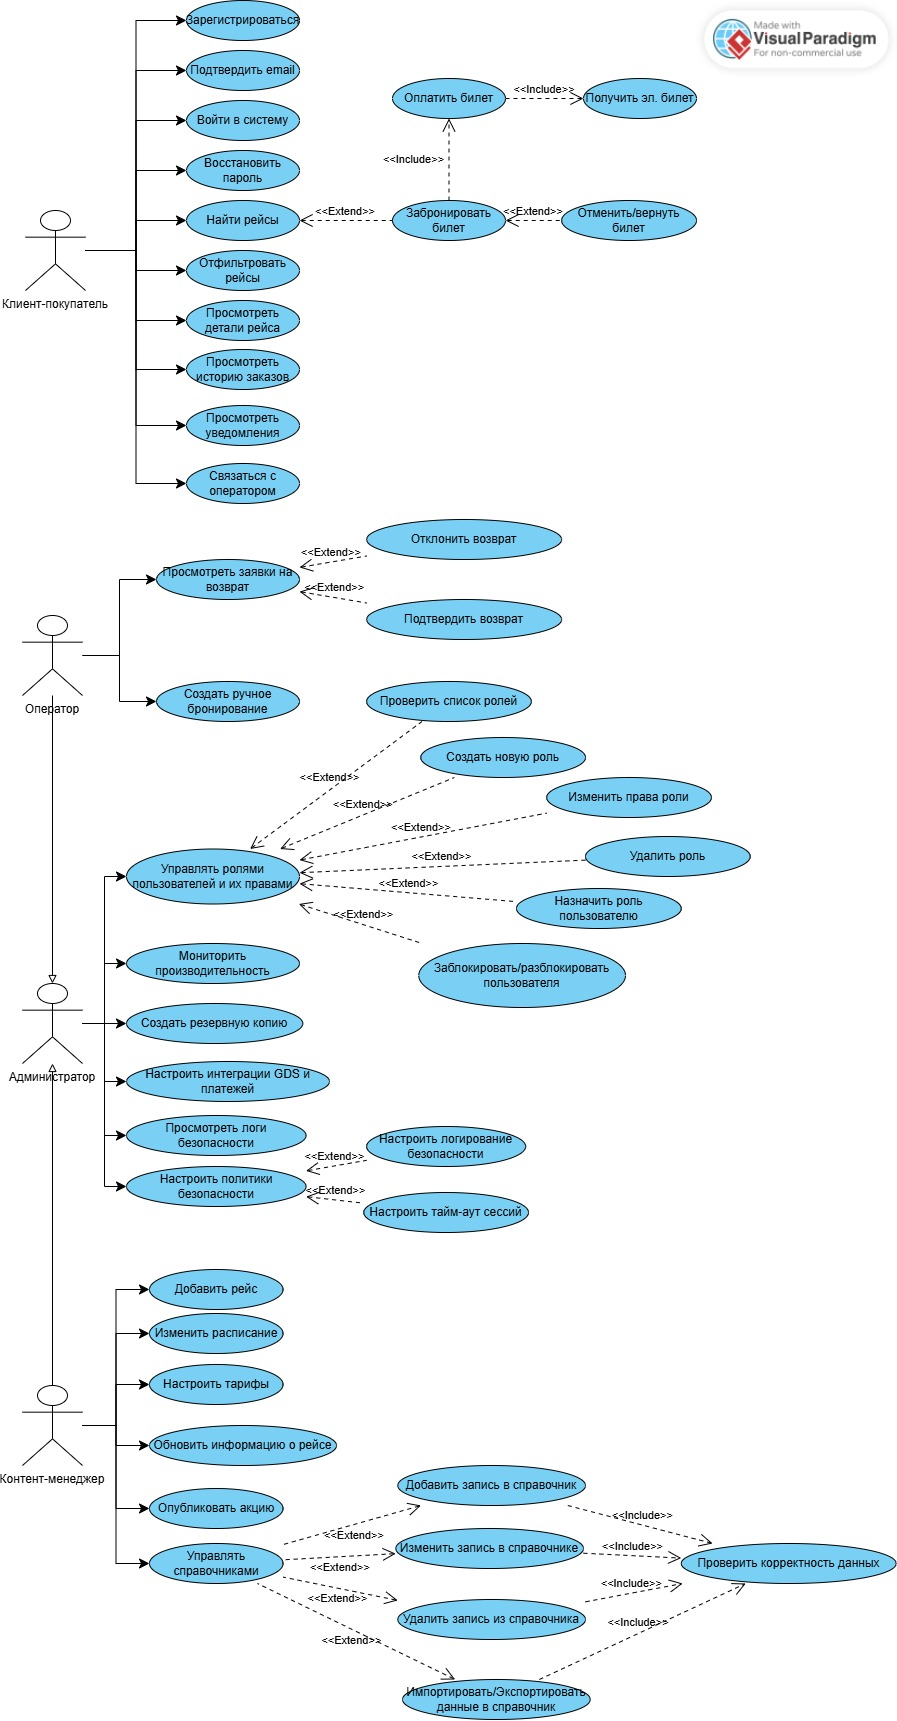 Made with
VisualParadigm
For non-commercial use
Зарегистрироваться
Подтвердить email
Войти в систему
Восстановить
пароль
Оплатить билет
<<Include>>
Получить эл. билет
<<Include>>
Найти рейсы
<<Extend>>
Забронировать
билет
<<Extend>>
Отменить/вернуть
билет
Отфильтровать
рейсы
Клиент-покупатель
Просмотреть
детали рейса
Просмотреть
историю заказов
Просмотреть
уведомления
Связаться с
оператором
Отклонить возврат
<<Extend>>
Просмотреть заявки на
возврат
<<Extend>>
Подтвердить возврат
Оператор
Создать ручное
бронирование
Проверить список ролей
<<Extend>>
Создать новую роль
<<Extend>>
Изменить права роли
<<Extend>>
Удалить роль
<<Extend>>
Управлять ролями
пользователей и их правами
<<Extend>>
Назначить роль
пользователю
<<Extend>>
Заблокировать/разблокировать
пользователя
Мониторить
производительность
Создать резервную копию
Администратор
Настроить интеграции GDS и
платежей
Просмотреть логи
безопасности
Настроить логирование
безопасности
<<Extend>>
Настроить политики
безопасности
<<Extend>>
Настроить тайм-аут сессий
Добавить рейс
Изменить расписание
Настроить тарифы
Обновить информацию о рейсе
Контент-менеджер
Опубликовать акцию
Управлять
справочниками
Добавить запись в справочник
<<Include>>
<<Extend>>
Изменить запись в справочнике
<<Include>>
Проверить корректность данных
<<Extend>>
<<Include>>
<<Extend>>
Удалить запись из справочника
<<Include>>
<<Extend>>
Импортировать/Экспортировать
данные в справочник